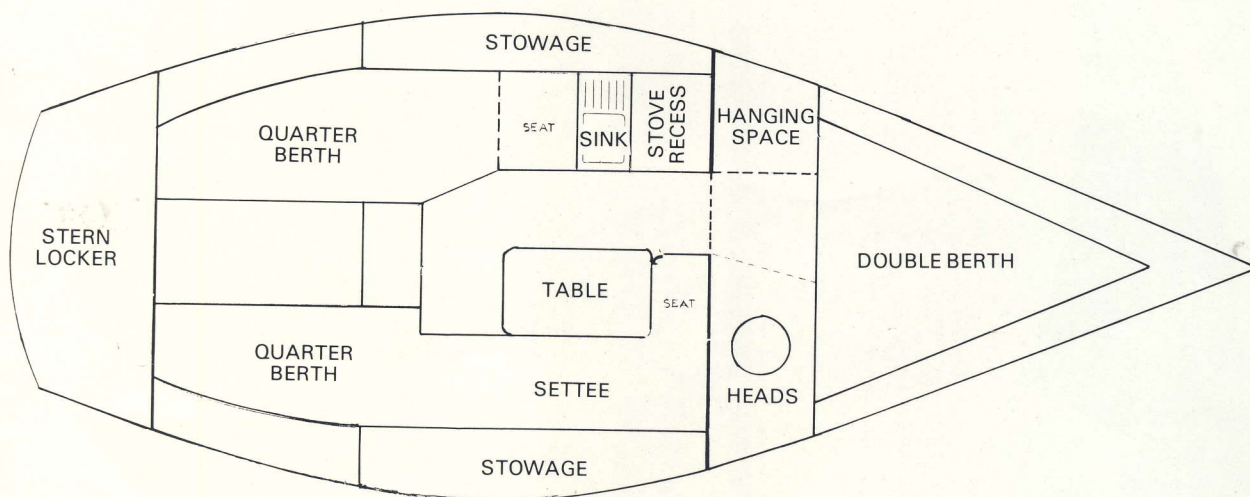 STOWAGE
QUARTER
BERTH
SEAT
SINK
STOVE
RECESS
HANGING
SPACE
STERN
LOCKER
TABLE
SEAT
DOUBLE BERTH
QUARTER
BERTH
SETTEE
HEADS
STOWAGE